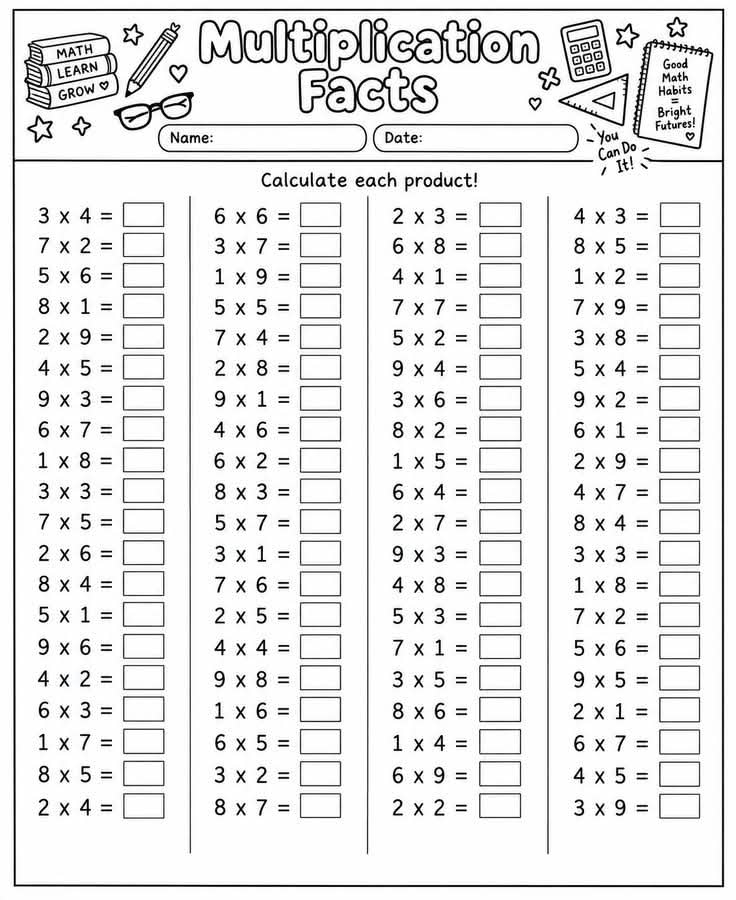 MATH
LEARN
GROW
Multiplication
Facts
Good
Math
Habits
=
Bright
Futures!
You
Can Do
It!
Name:
Date:
Calculate each product!
3 x 4 =
7 x 2 =
5 x 6 =
8 x 1 =
2 x 9 =
4 x 5 =
9 x 3 =
6 x 7 =
1 x 8 =
3 x 3 =
7 x 5 =
2 x 6 =
8 x 4 =
5 x 1 =
9 x 6 =
4 x 2 =
6 x 3 =
1 x 7 =
8 x 5 =
2 x 4 =
6 x 6 =
3 x 7 =
1 x 9 =
5 x 5 =
7 x 4 =
2 x 8 =
9 x 1 =
4 x 6 =
6 x 2 =
8 x 3 =
5 x 7 =
3 x 1 =
7 x 6 =
2 x 5 =
4 x 4 =
9 x 8 =
1 x 6 =
6 x 5 =
3 x 2 =
8 x 7 =
2 x 3 =
6 x 8 =
4 x 1 =
7 x 7 =
5 x 2 =
9 x 4 =
3 x 6 =
8 x 2 =
1 x 5 =
6 x 4 =
2 x 7 =
9 x 3 =
4 x 8 =
5 x 3 =
7 x 1 =
3 x 5 =
8 x 6 =
1 x 4 =
6 x 9 =
2 x 2 =
4 x 3 =
8 x 5 =
1 x 2 =
7 x 9 =
3 x 8 =
5 x 4 =
9 x 2 =
6 x 1 =
2 x 9 =
4 x 7 =
8 x 4 =
3 x 3 =
1 x 8 =
7 x 2 =
5 x 6 =
9 x 5 =
2 x 1 =
6 x 7 =
4 x 5 =
3 x 9 =